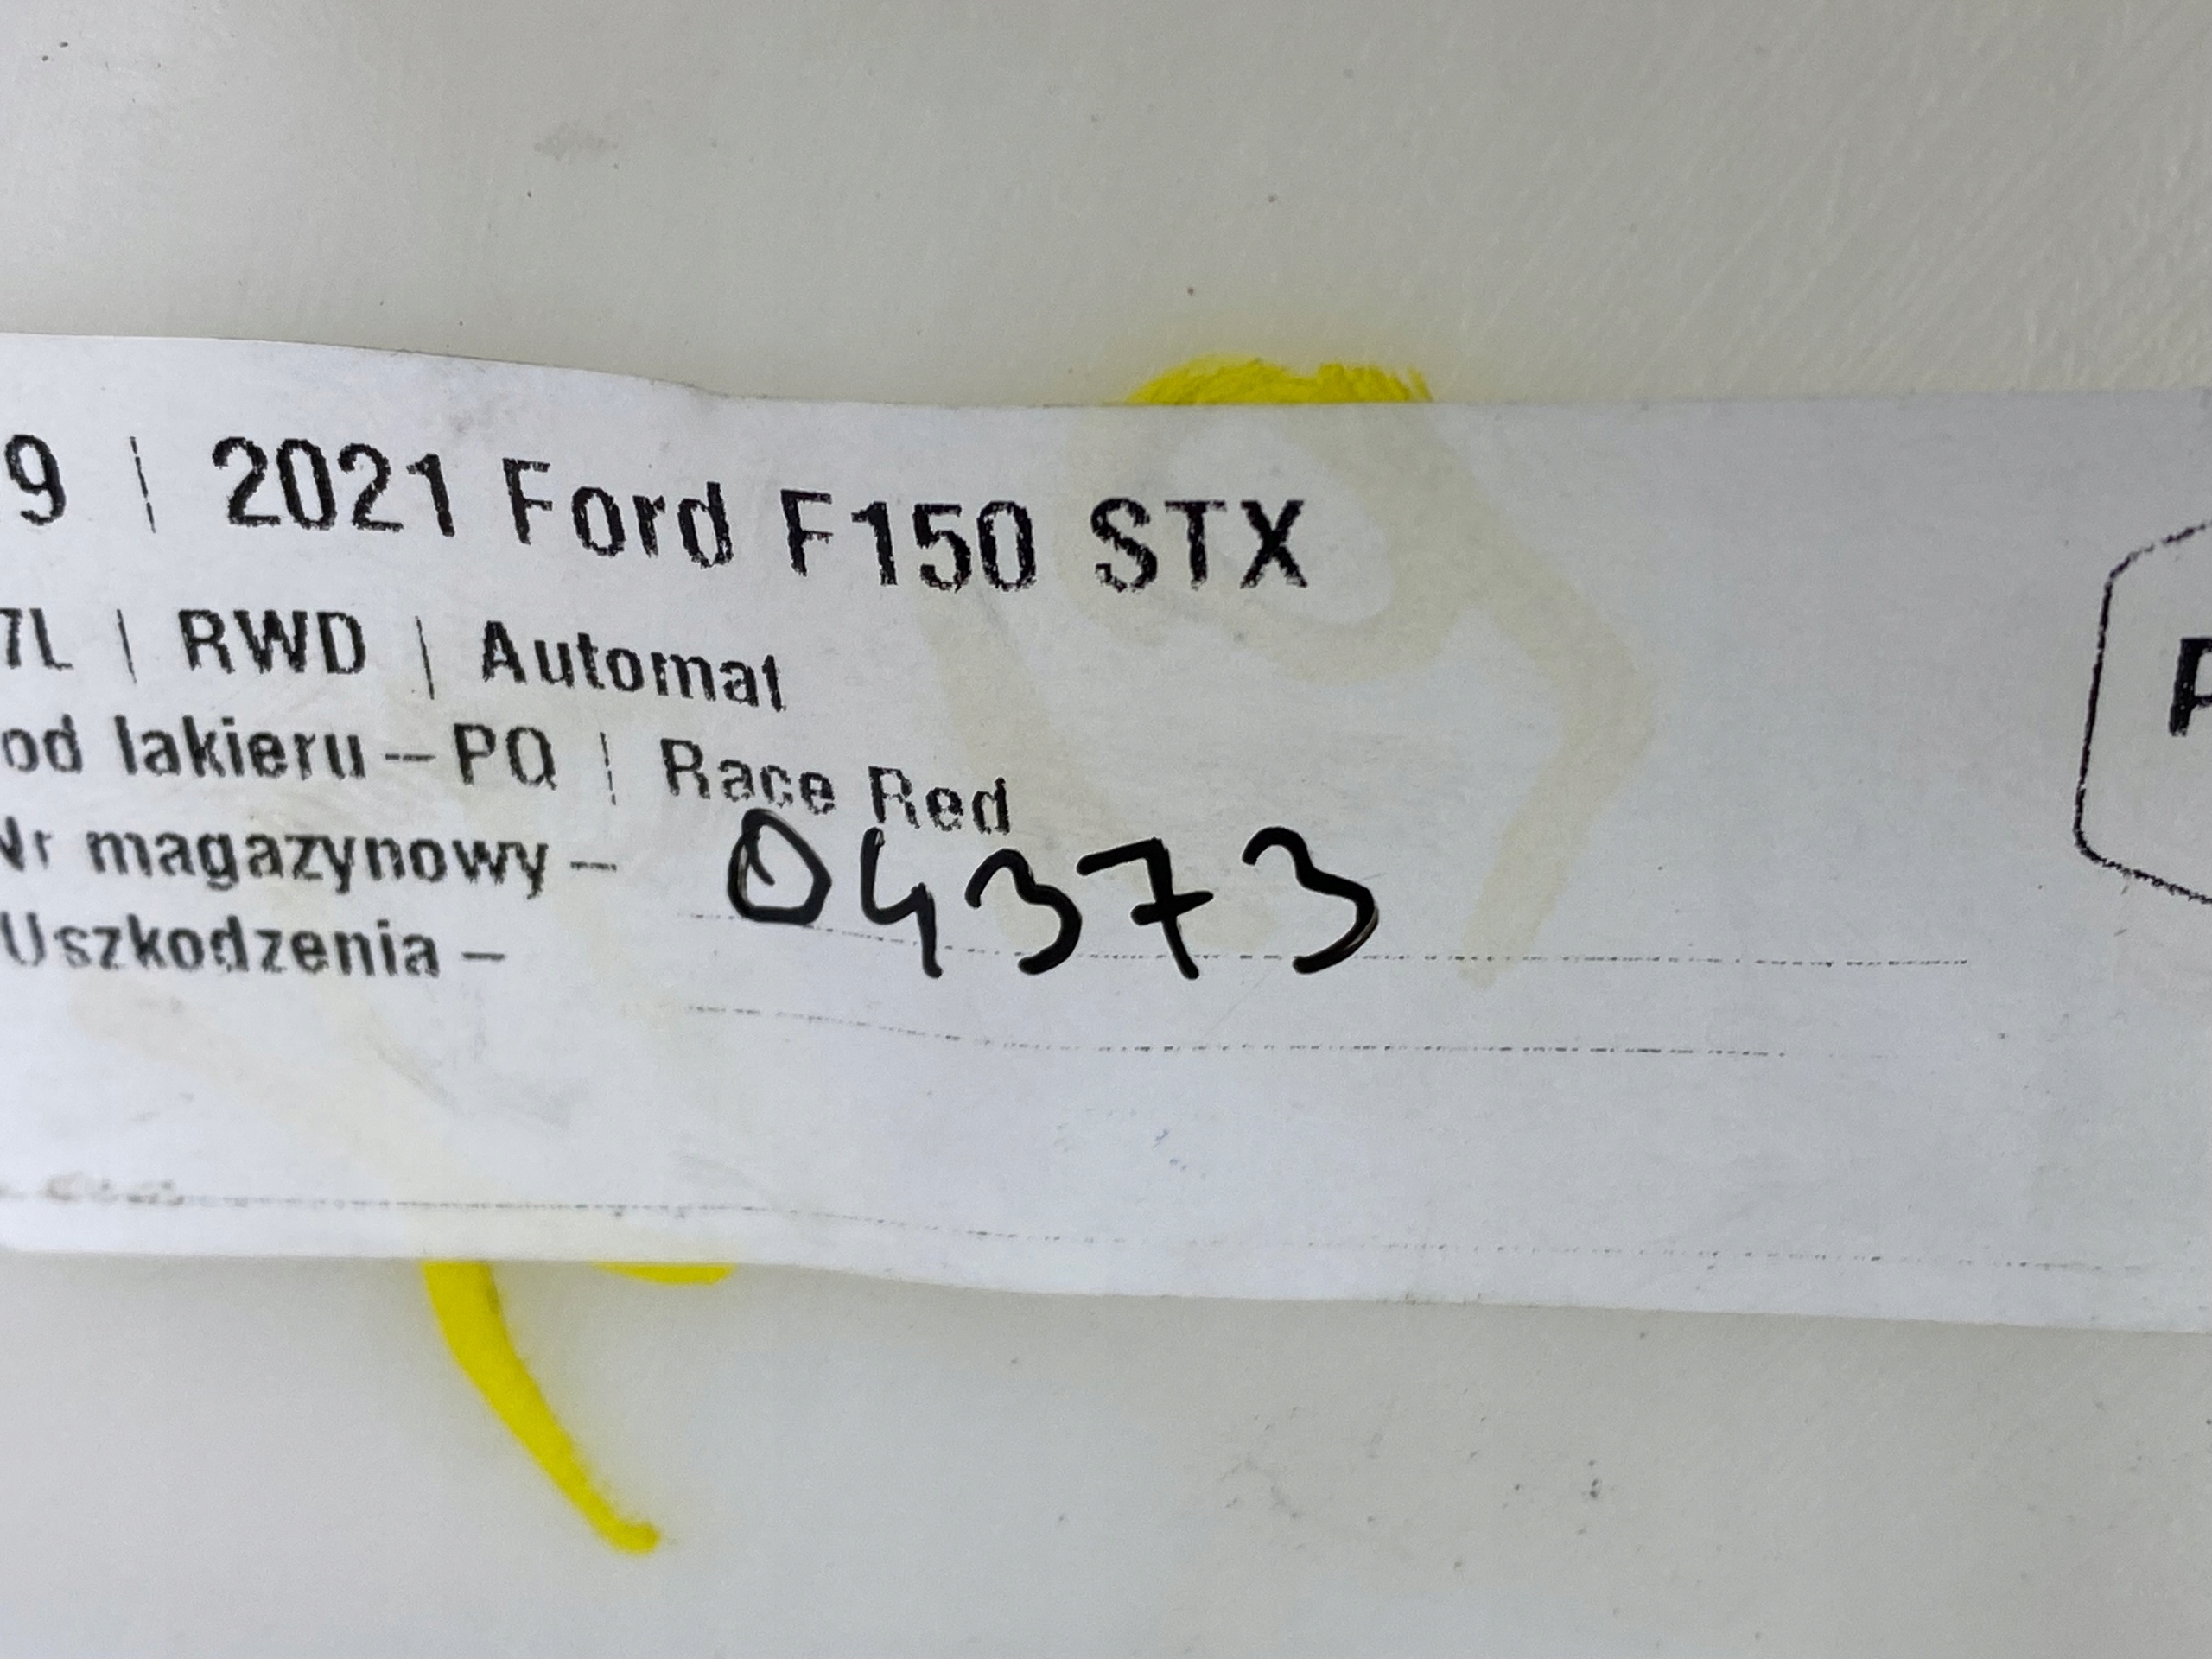 9 | 2021 Ford F150 STX
7L | RWD | Automat
od lakieru – PQ | Race Red
Nr magazynowy – 04373
Uszkodzenia –